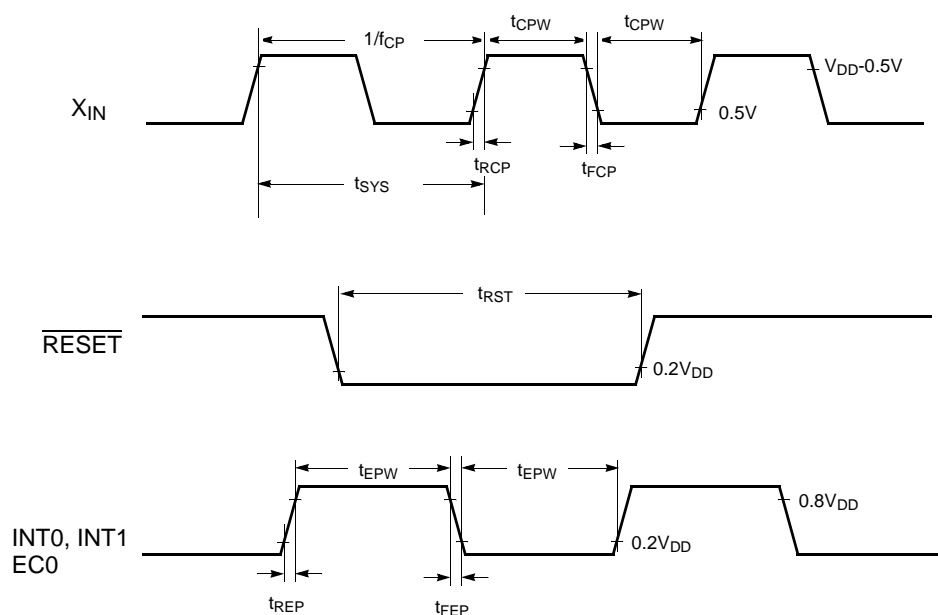 1/fCP
tCPW
tCPW
VDD-0.5V
XIN
0.5V
tRCP
tFCP
tSYS
tRST
RESET
0.2VDD
tEPW
tEPW
0.8VDD
INT0, INT1
EC0
0.2VDD
tREP
tFEP